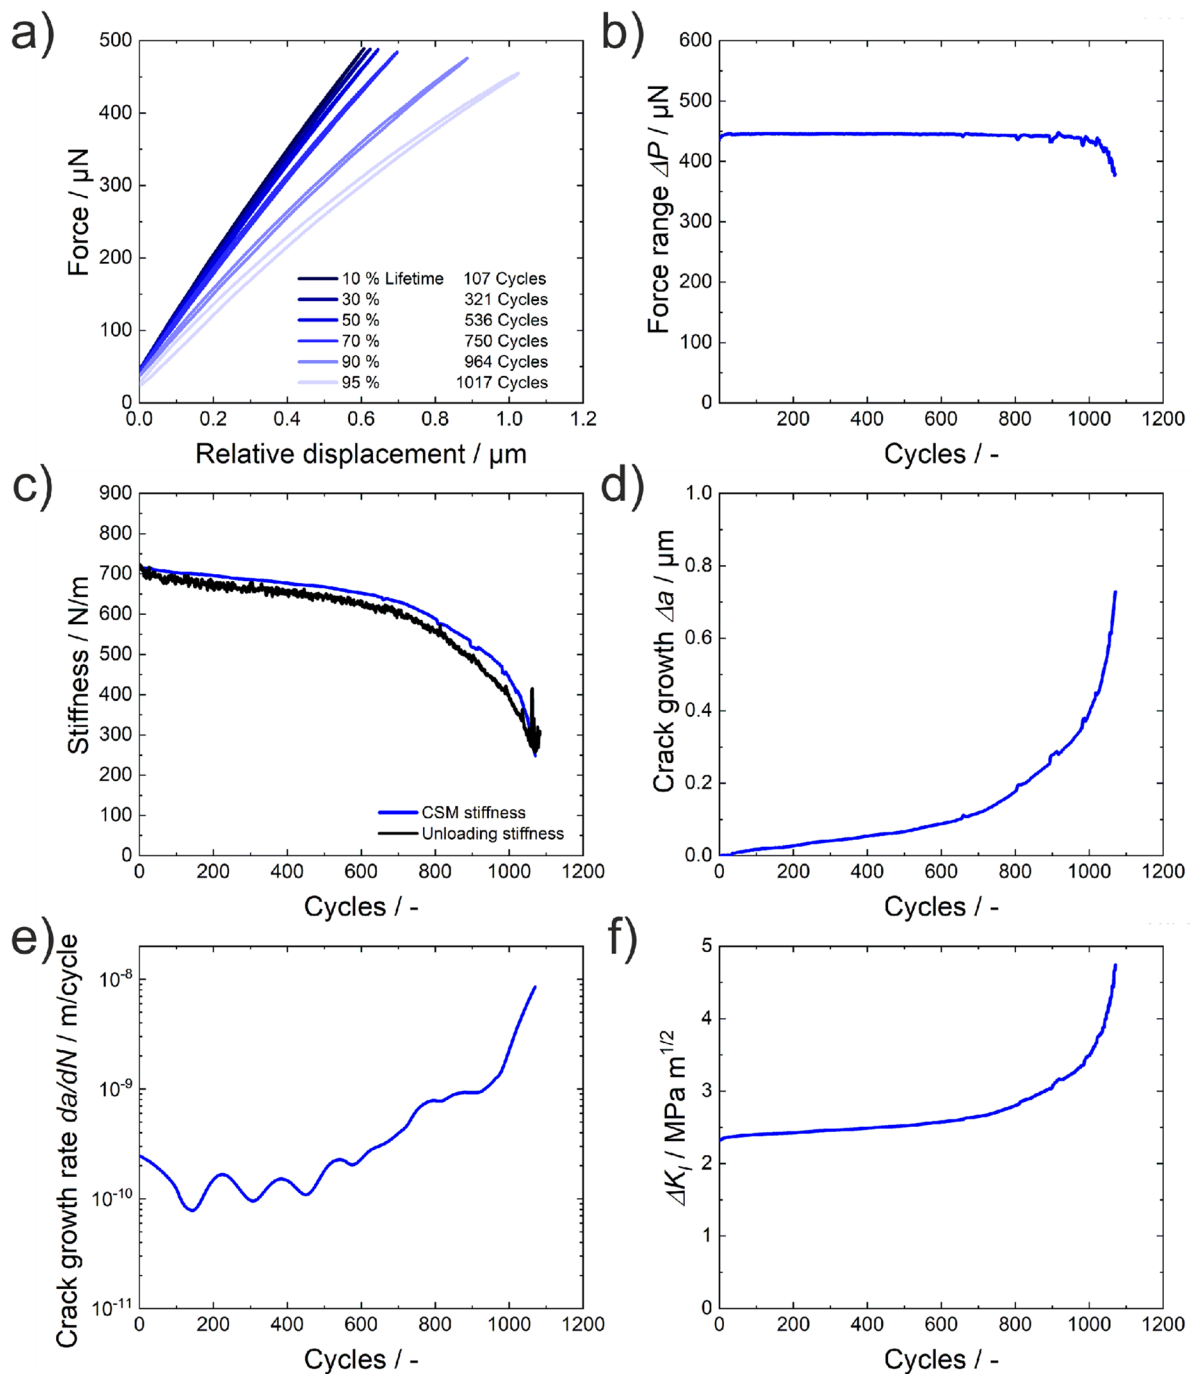 a)
500
400
300
200
100
0
Force / µN
10 % Lifetime 107 Cycles
30 % 321 Cycles
50 % 536 Cycles
70 % 750 Cycles
90 % 964 Cycles
95 % 1017 Cycles
0.0 0.2 0.4 0.6 0.8 1.0 1.2
Relative displacement / µm
b)
600
500
400
300
200
100
0
Force range ΔP / µN
200 400 600 800 1000 1200
Cycles / -
c)
900
800
700
600
500
400
300
200
100
0
Stiffness / N/m
CSM stiffness
Unloading stiffness
0 200 400 600 800 1000 1200
Cycles / -
d)
1.0
0.8
0.6
0.4
0.2
0.0
Crack growth Δa / µm
0 200 400 600 800 1000 1200
Cycles / -
e)
10⁻⁸
10⁻⁹
10⁻¹⁰
10⁻¹¹
Crack growth rate da/dN / m/cycle
0 200 400 600 800 1000 1200
Cycles / -
f)
5
4
3
2
1
0
ΔK_I / MPa m^1/2
0 200 400 600 800 1000 1200
Cycles / -